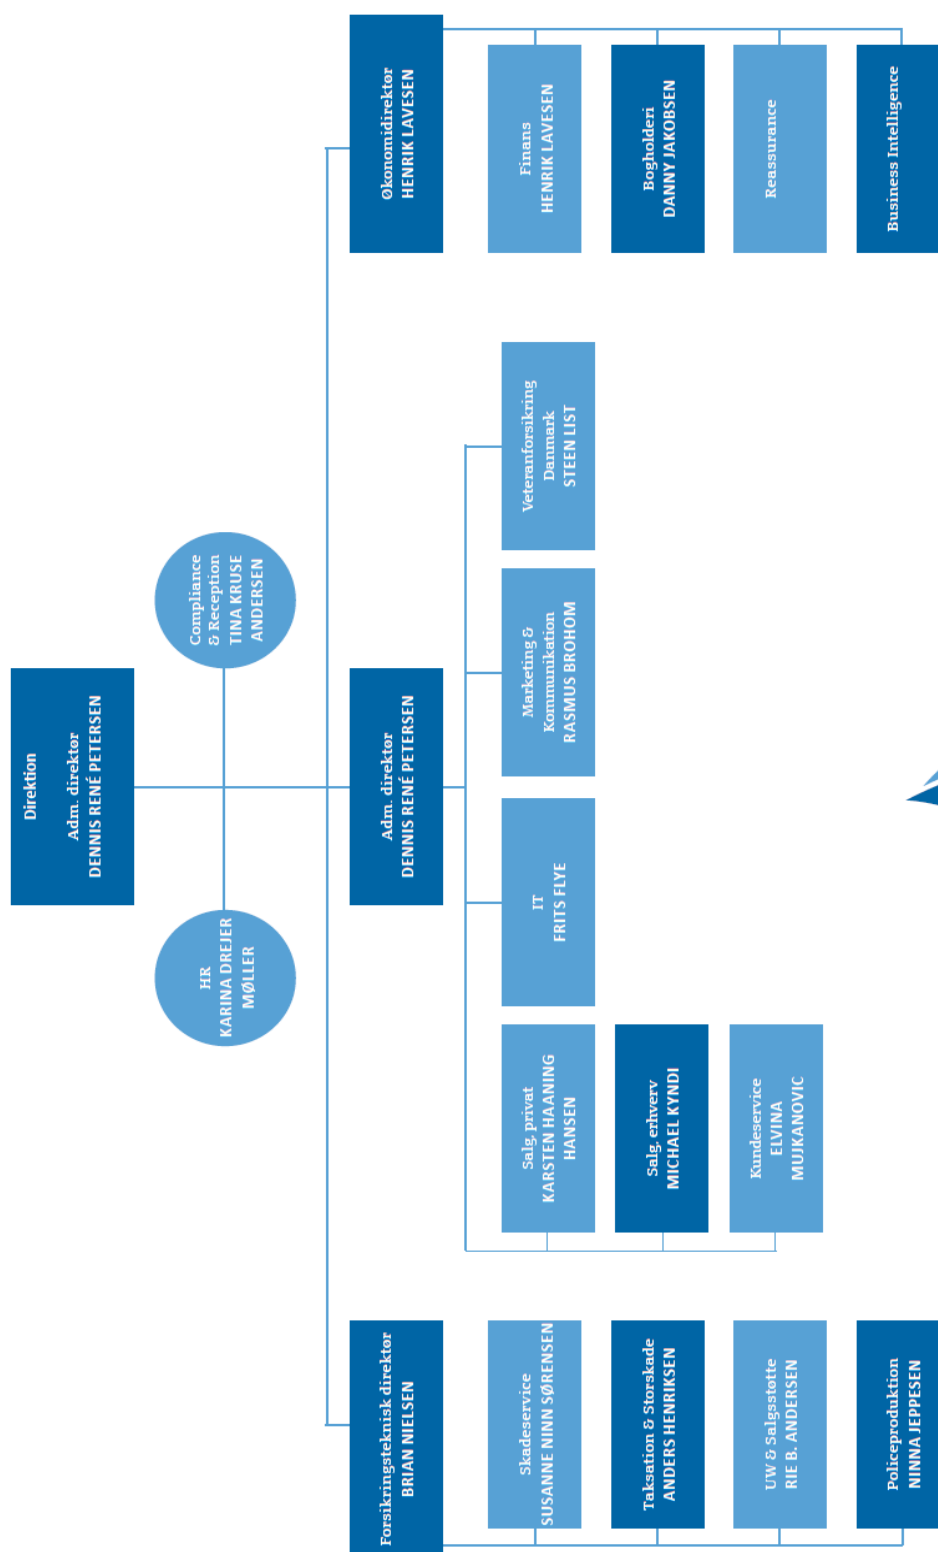 Direktion
Adm. direktør
DENNIS RENÉ PETERSEN
HR
KARINA DREJER
MØLLER
Compliance
& Reception
TINA KRUSE
ANDERSEN
Forsikringsteknisk direktør
BRIAN NIELSEN
Adm. direktør
DENNIS RENÉ PETERSEN
Økonomidirektør
HENRIK LAVESEN
Skadeservice
SUSANNE NINN SØRENSEN
Taksation & Storskade
ANDERS HENRIKSEN
UW & Salgsstøtte
RIE B. ANDERSEN
Policeproduktion
NINNA JEPPESEN
Salg, privat
KARSTEN HAANING
HANSEN
Salg, erhverv
MICHAEL KYNDI
Kundeservice
ELVINA
MUJKANOVIC
IT
FRITS FLYE
Marketing &
Kommunikation
RASMUS BROHOM
Veteranforsikring
Danmark
STEEN LIST
Finans
HENRIK LAVESEN
Bogholderi
DANNY JAKOBSEN
Reassurance
Business Intelligence